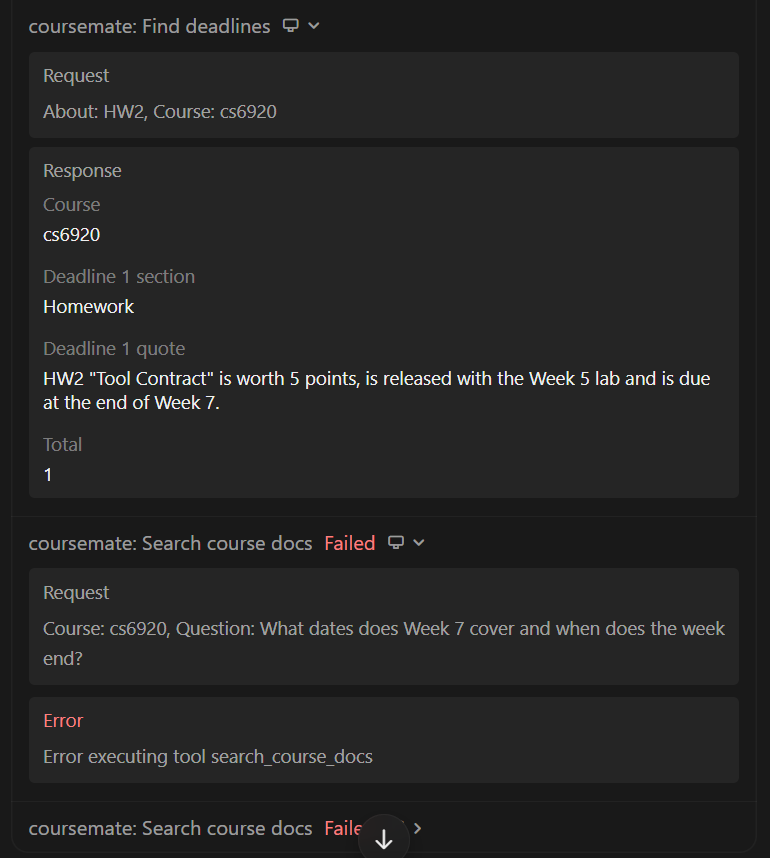 coursemate: Find deadlines
Request
About: HW2, Course: cs6920
Response
Course
cs6920
Deadline 1 section
Homework
Deadline 1 quote
HW2 "Tool Contract" is worth 5 points, is released with the Week 5 lab and is due
at the end of Week 7.
Total
1
coursemate: Search course docs Failed
Request
Course: cs6920, Question: What dates does Week 7 cover and when does the week
end?
Error
Error executing tool search_course_docs
coursemate: Search course docs